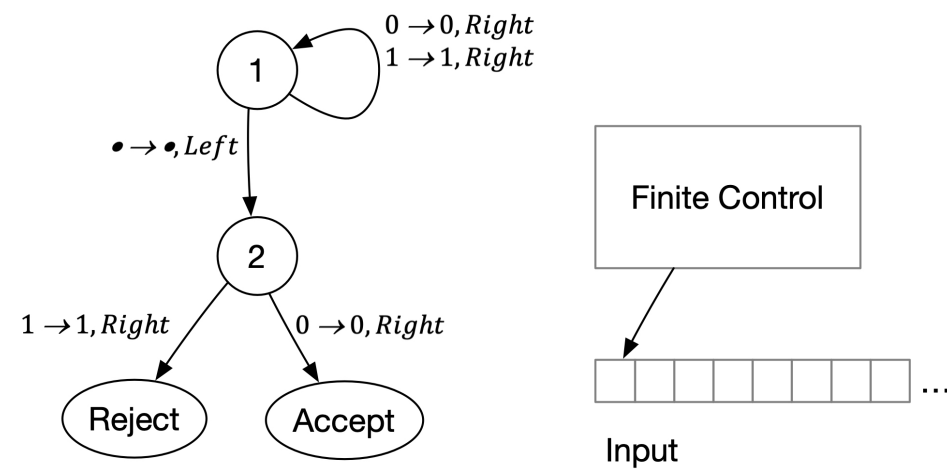 0 → 0, Right
1 → 1, Right
1
• → •, Left
2
1 → 1, Right
0 → 0, Right
Reject
Accept
Finite Control
...
Input